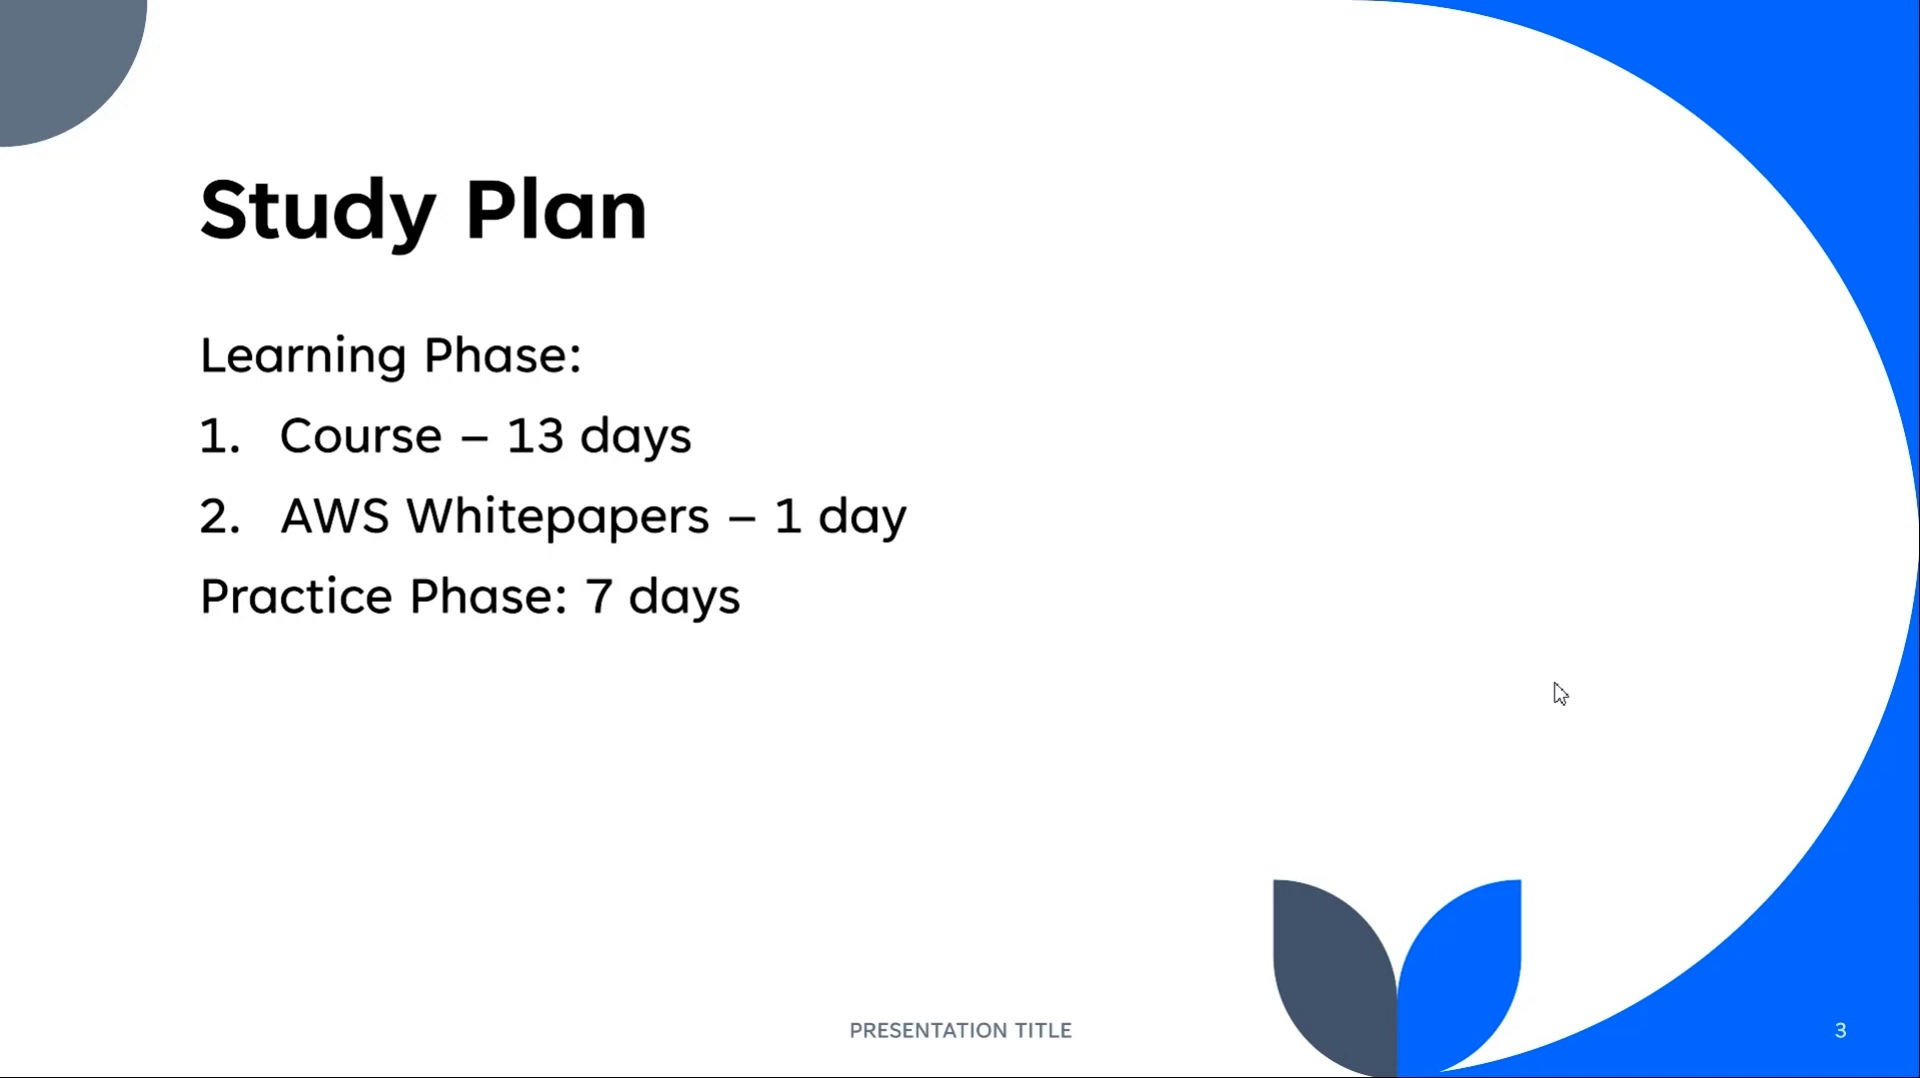 Study Plan
Learning Phase:
1. Course – 13 days
2. AWS Whitepapers – 1 day
Practice Phase: 7 days
PRESENTATION TITLE
3